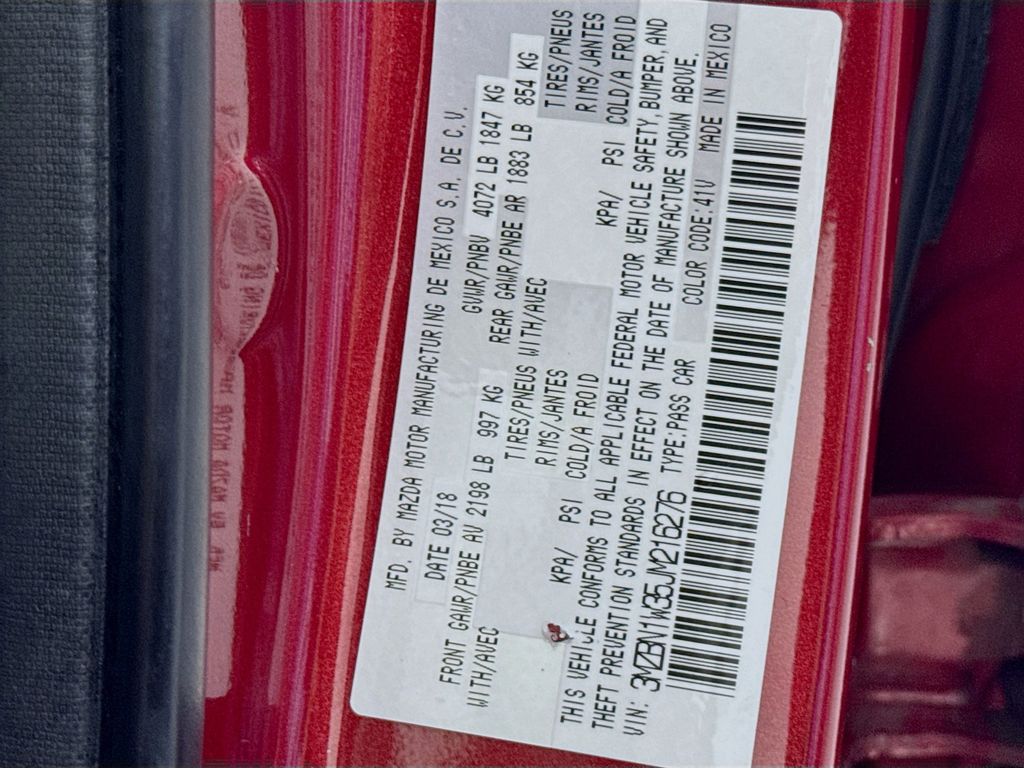 MFD. BY MAZDA MOTOR MANUFACTURING DE MEXICO S.A. DE C.V.
DATE 03/18 GVWR/PNBV 4072 LB 1847 KG
FRONT GAWR/PNBE AV 2198 LB 997 KG REAR GAWR/PNBE AR 1883 LB 854 KG
WITH/AVEC TIRES/PNEUS WITH/AVEC TIRES/PNEUS
RIMS/JANTES RIMS/JANTES
KPA/ PSI COLD/A FROID KPA/ PSI COLD/A FROID
THIS VEHICLE CONFORMS TO ALL APPLICABLE FEDERAL MOTOR VEHICLE SAFETY, BUMPER, AND
THEFT PREVENTION STANDARDS IN EFFECT ON THE DATE OF MANUFACTURE SHOWN ABOVE.
VIN: 3MZBN1W35JM216276 TYPE:PASS CAR COLOR CODE:41V MADE IN MEXICO